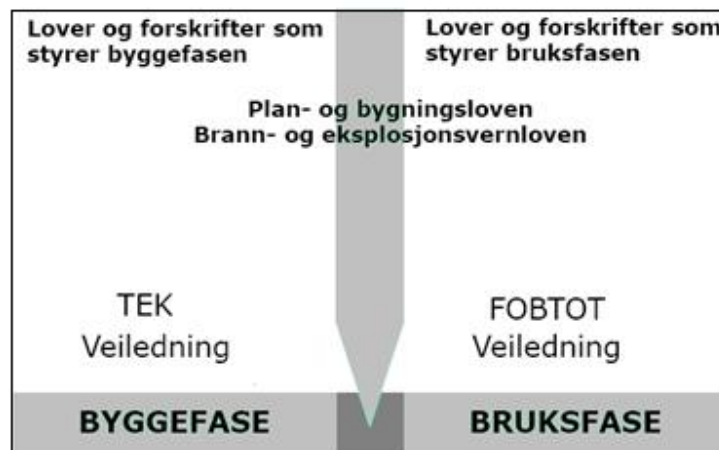 Lover og forskrifter som
styrer byggefasen
Lover og forskrifter som
styrer bruksfasen
Plan- og bygningsloven
Brann- og eksplosjonsvernloven
TEK
Veiledning
FOBTOT
Veiledning
BYGGEFASE
BRUKSFASE